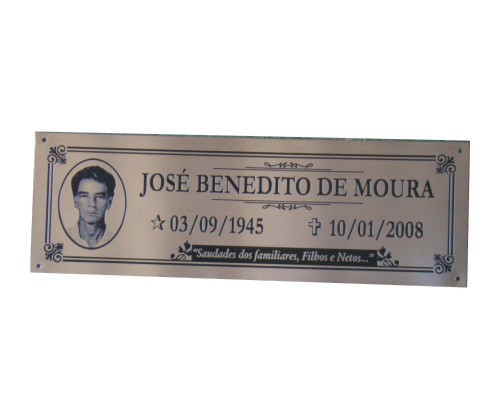 JOSÉ BENEDITO DE MOURA
☆ 03/09/1945 ✝ 10/01/2008
"Saudades dos familiares, Filhos e Netos..."